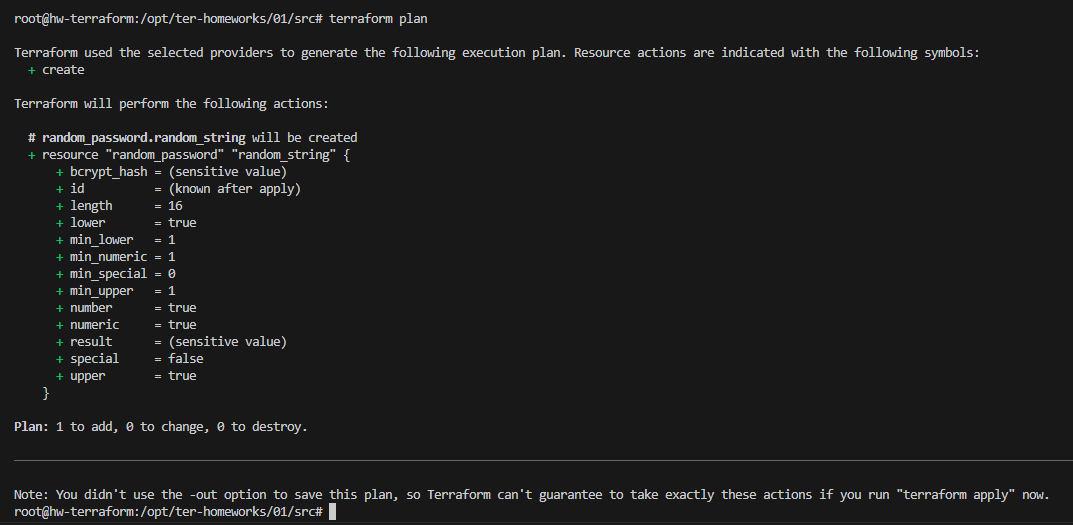 root@hw-terraform:/opt/ter-homeworks/01/src# terraform plan
Terraform used the selected providers to generate the following execution plan. Resource actions are indicated with the following symbols:
+ create
Terraform will perform the following actions:
# random_password.random_string will be created
+ resource "random_password" "random_string" {
+ bcrypt_hash = (sensitive value)
+ id          = (known after apply)
+ length      = 16
+ lower       = true
+ min_lower   = 1
+ min_numeric = 1
+ min_special = 0
+ min_upper   = 1
+ number      = true
+ numeric     = true
+ result      = (sensitive value)
+ special     = false
+ upper       = true
}
Plan: 1 to add, 0 to change, 0 to destroy.
Note: You didn't use the -out option to save this plan, so Terraform can't guarantee to take exactly these actions if you run "terraform apply" now.
root@hw-terraform:/opt/ter-homeworks/01/src#